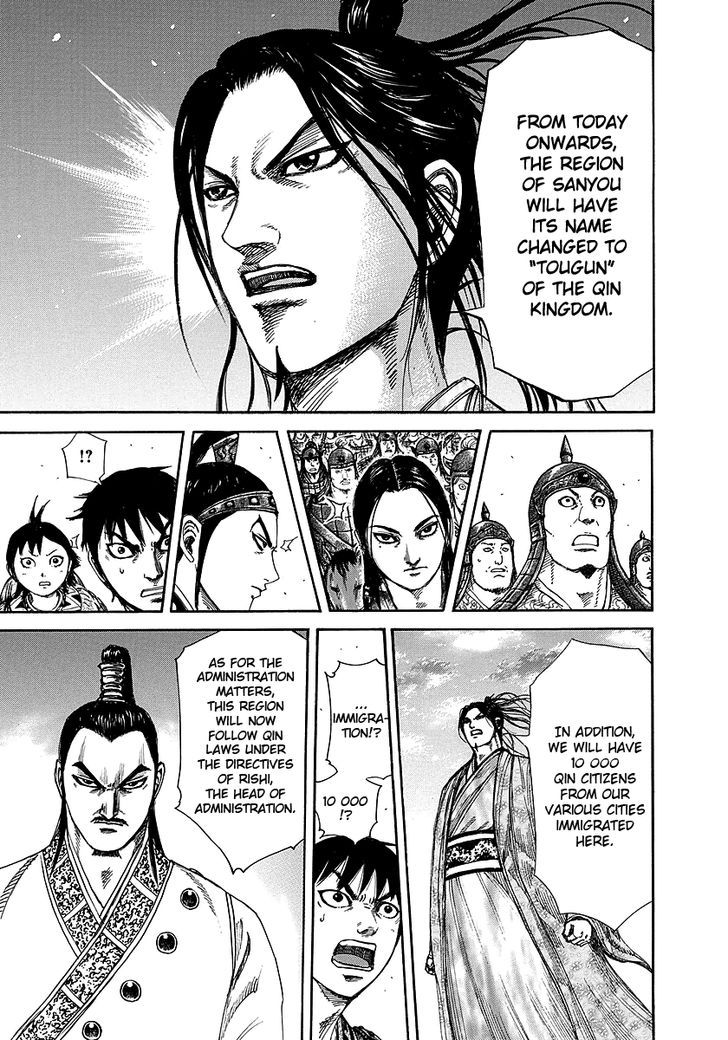 FROM TODAY
ONWARDS,
THE REGION
OF SANYOU
WILL HAVE
ITS NAME
CHANGED TO
"TOUGUN"
OF THE QIN
KINGDOM.
!?
IN ADDITION,
WE WILL HAVE
10 000
QIN CITIZENS
FROM OUR
VARIOUS CITIES
IMMIGRATED
HERE.
...
IMMIGRA-
TION!?
10 000
!?
AS FOR THE
ADMINISTRATION
MATTERS,
THIS REGION
WILL NOW
FOLLOW QIN
LAWS UNDER
THE DIRECTIVES
OF RISHI,
THE HEAD OF
ADMINISTRATION.